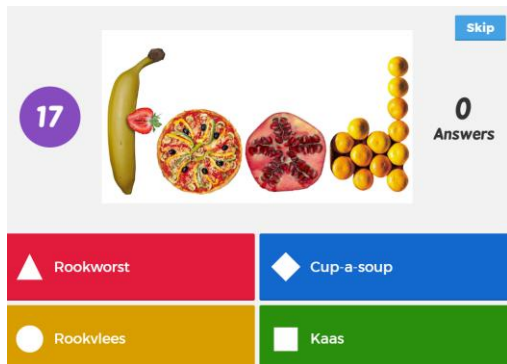 Skip
17
food
0
Answers
Rookworst
Cup-a-soup
Rookvlees
Kaas